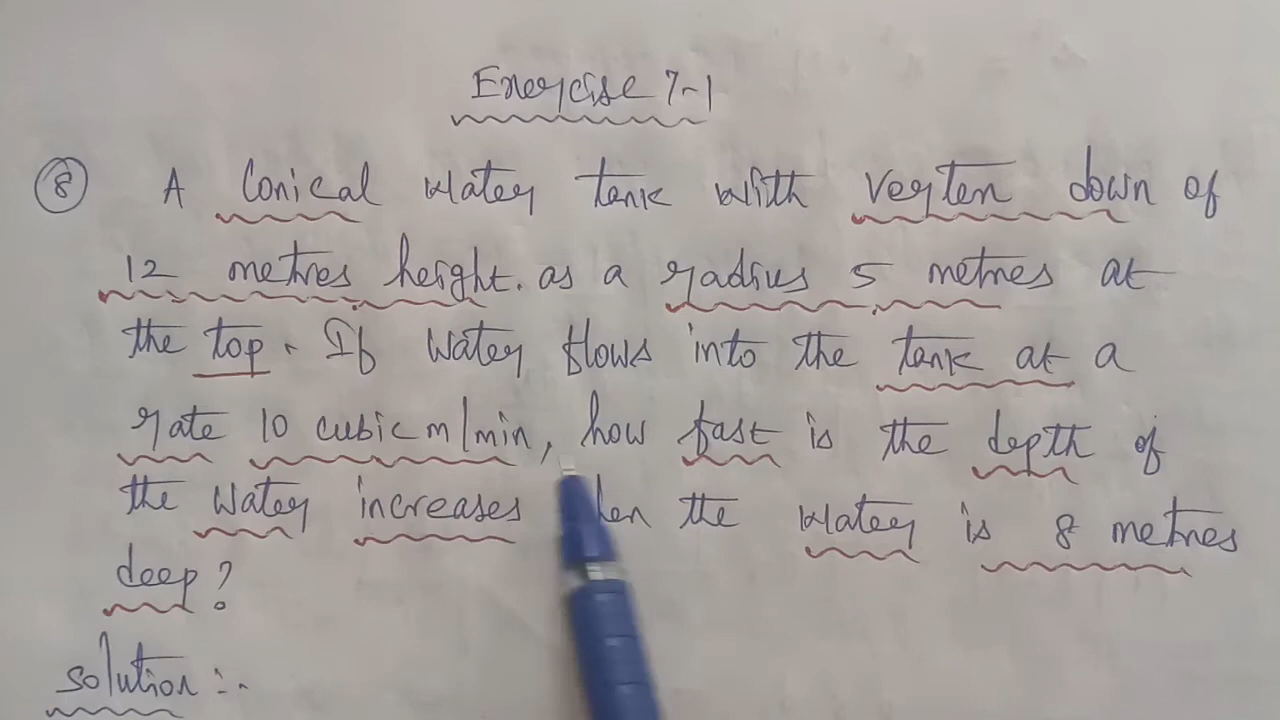 Exercise 7-1
⑧ A Conical water tank with vertex down of
12 metres height. as a radius 5 metres at
the top. If water flows into the tank at a
rate 10 cubic m/min, how fast is the depth of
the water increases the water is 8 metres
deep?
Solution :-